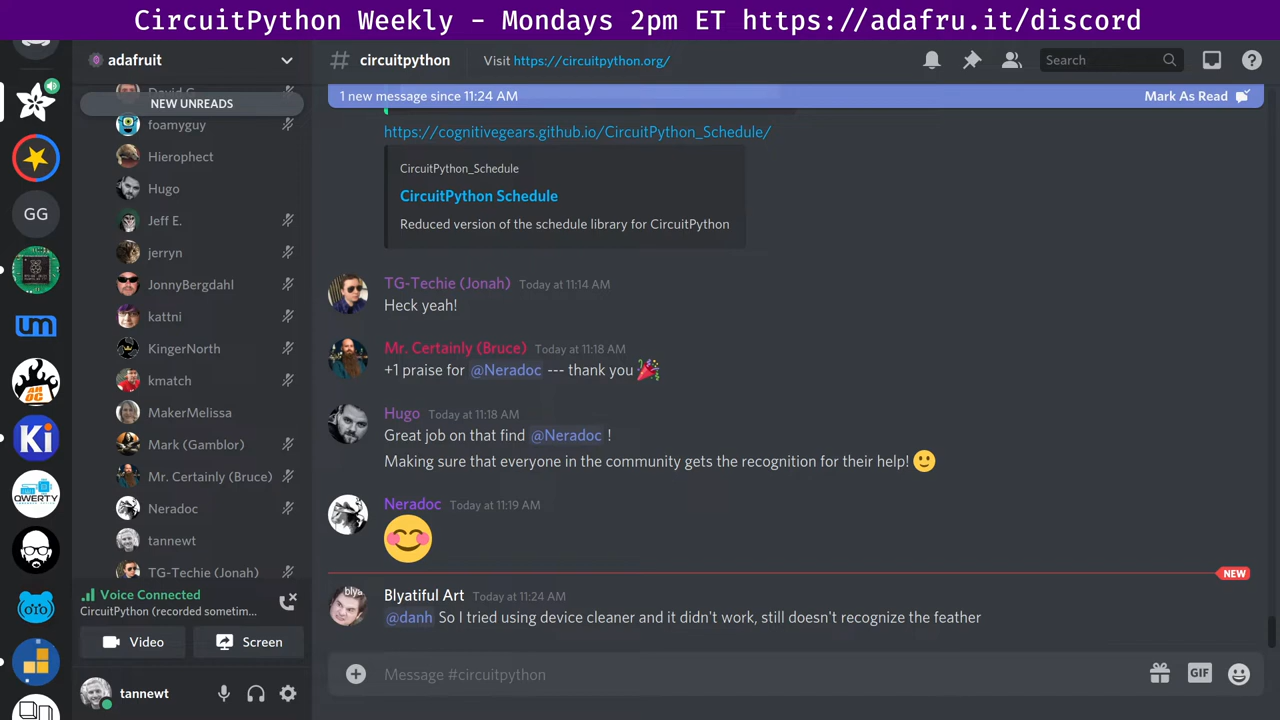 CircuitPython Weekly - Mondays 2pm ET https://adafru.it/discord
adafruit
David G.
NEW UNREADS
foamyguy
Hierophect
Hugo
Jeff E.
jerryn
JonnyBergdahl
kattni
KingerNorth
kmatch
MakerMelissa
Mark (Gamblor)
Mr. Certainly (Bruce)
Neradoc
tannewt
TG-Techie (Jonah)
Voice Connected
CircuitPython (recorded sometim...
Video
Screen
tannewt
GG
um
Ki
QWERTY
# circuitpython
Visit https://circuitpython.org/
Search
1 new message since 11:24 AM
Mark As Read
https://cognitivegears.github.io/CircuitPython_Schedule/
CircuitPython_Schedule
CircuitPython Schedule
Reduced version of the schedule library for CircuitPython
TG-Techie (Jonah) Today at 11:14 AM
Heck yeah!
Mr. Certainly (Bruce) Today at 11:18 AM
+1 praise for @Neradoc --- thank you 🎉
Hugo Today at 11:18 AM
Great job on that find @Neradoc !
Making sure that everyone in the community gets the recognition for their help! 🙂
Neradoc Today at 11:19 AM
😊
NEW
blya
Blyatiful Art Today at 11:24 AM
@danh So I tried using device cleaner and it didn't work, still doesn't recognize the feather
Message #circuitpython
GIF